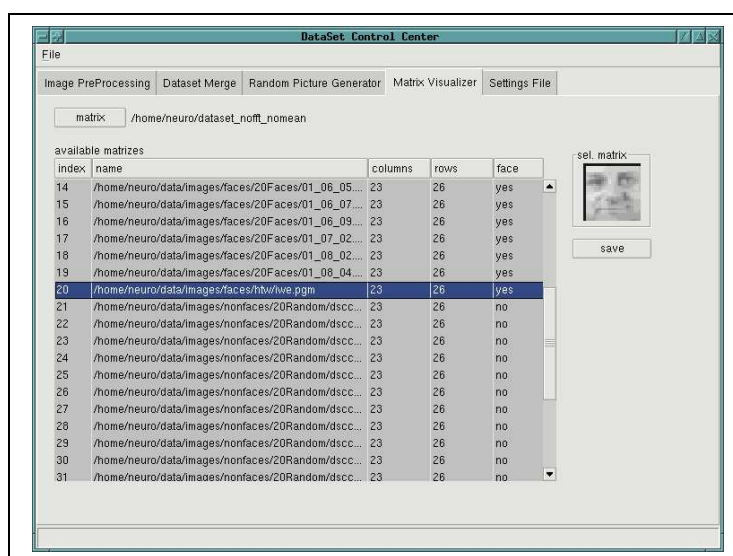 DataSet Control Center
File
Image PreProcessing Dataset Merge Random Picture Generator Matrix Visualizer Settings File
matrix /home/neuro/dataset_nofft_nomean
available matrizes
sel. matrix
index name columns rows face
14 /home/neuro/data/images/faces/20Faces/01_06_05.... 23 26 yes
15 /home/neuro/data/images/faces/20Faces/01_06_07.... 23 26 yes
16 /home/neuro/data/images/faces/20Faces/01_06_09.... 23 26 yes
17 /home/neuro/data/images/faces/20Faces/01_07_02.... 23 26 yes
18 /home/neuro/data/images/faces/20Faces/01_08_02.... 23 26 yes
save
19 /home/neuro/data/images/faces/20Faces/01_08_04.... 23 26 yes
20 /home/neuro/data/images/faces/htw/iwe.pgm 23 26 yes
21 /home/neuro/data/images/nonfaces/20Random/dscc... 23 26 no
22 /home/neuro/data/images/nonfaces/20Random/dscc... 23 26 no
23 /home/neuro/data/images/nonfaces/20Random/dscc... 23 26 no
24 /home/neuro/data/images/nonfaces/20Random/dscc... 23 26 no
25 /home/neuro/data/images/nonfaces/20Random/dscc... 23 26 no
26 /home/neuro/data/images/nonfaces/20Random/dscc... 23 26 no
27 /home/neuro/data/images/nonfaces/20Random/dscc... 23 26 no
28 /home/neuro/data/images/nonfaces/20Random/dscc... 23 26 no
29 /home/neuro/data/images/nonfaces/20Random/dscc... 23 26 no
30 /home/neuro/data/images/nonfaces/20Random/dscc... 23 26 no
31 /home/neuro/data/images/nonfaces/20Random/dscc... 23 26 no